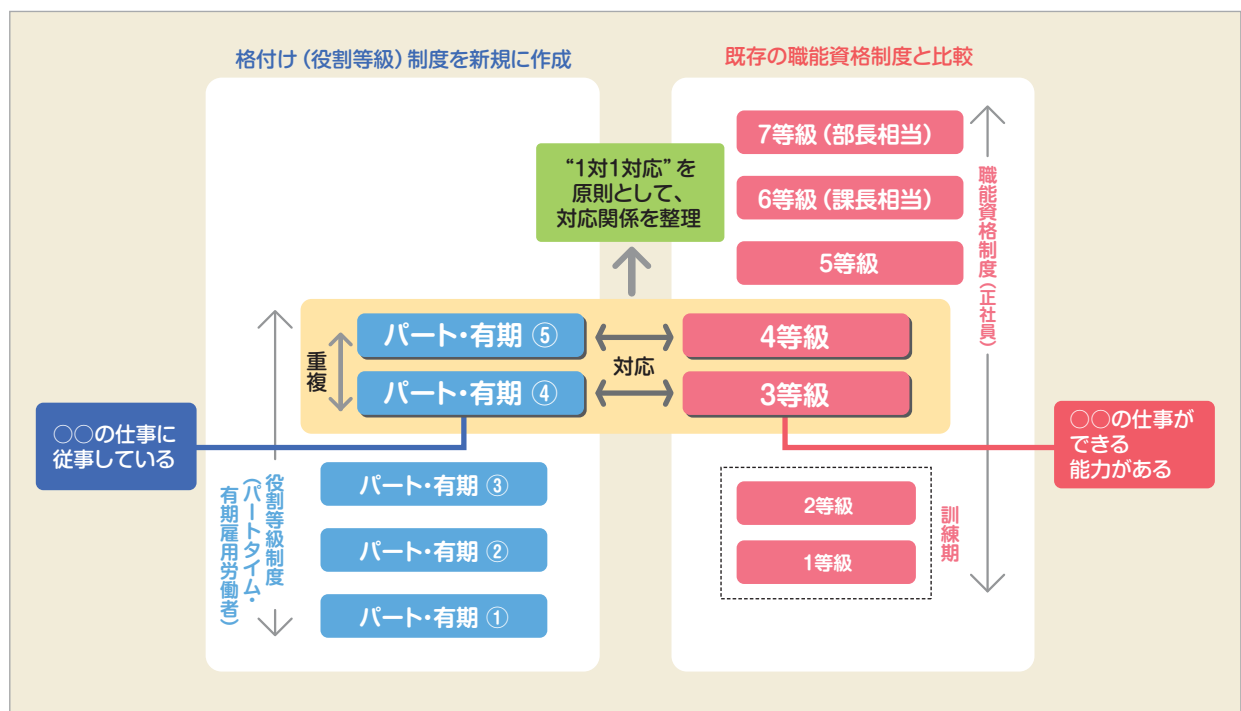 格付け（役割等級）制度を新規に作成
既存の職能資格制度と比較
“1対1対応”を
原則として、
対応関係を整理
7等級（部長相当）
6等級（課長相当）
5等級
職能資格制度（正社員）
重複
パート・有期 ⑤
パート・有期 ④
対応
4等級
3等級
○○の仕事に
従事している
○○の仕事が
できる
能力がある
役割等級制度
（パートタイム・
有期雇用労働者）
パート・有期 ③
パート・有期 ②
パート・有期 ①
2等級
1等級
訓練期